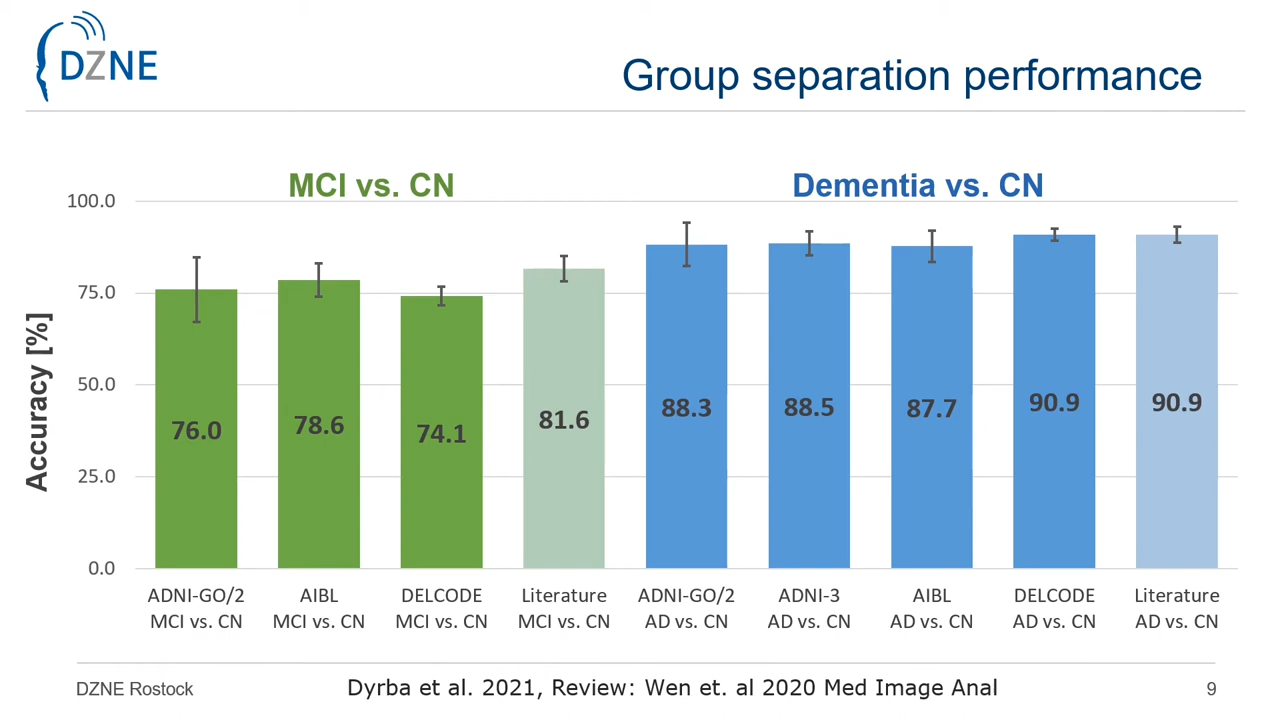 DZNE
Group separation performance
MCI vs. CN
Dementia vs. CN
Accuracy [%]
100.0
75.0
50.0
25.0
0.0
76.0
78.6
74.1
81.6
88.3
88.5
87.7
90.9
90.9
ADNI-GO/2
MCI vs. CN
AIBL
MCI vs. CN
DELCODE
MCI vs. CN
Literature
MCI vs. CN
ADNI-GO/2
AD vs. CN
ADNI-3
AD vs. CN
AIBL
AD vs. CN
DELCODE
AD vs. CN
Literature
AD vs. CN
DZNE Rostock
Dyrba et al. 2021, Review: Wen et. al 2020 Med Image Anal
9